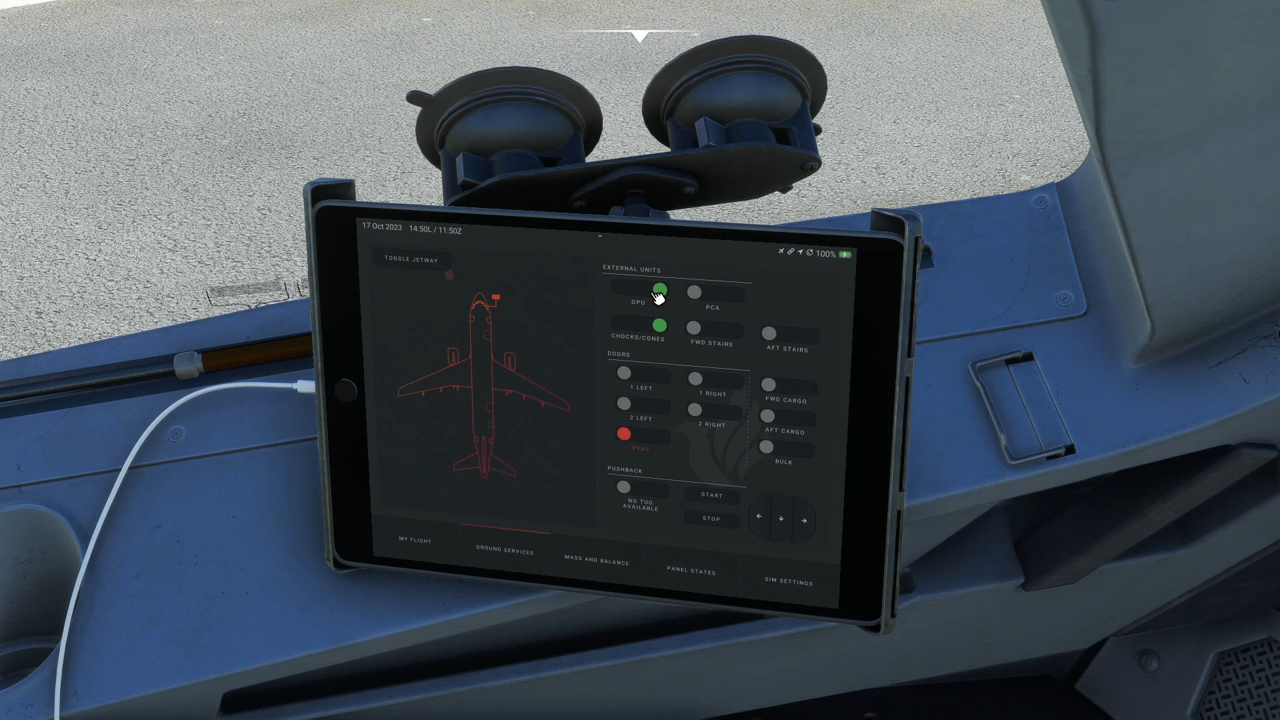 17 Oct 2023 14:50L / 11:50Z
100%
TOGGLE JETWAY
EXTERNAL UNITS
GPU
PCA
CHOCKS/CONES
FWD STAIRS
AFT STAIRS
DOORS
1 LEFT
1 RIGHT
FWD CARGO
2 LEFT
2 RIGHT
AFT CARGO
EVAC
BULK
PUSHBACK
NO TUG
AVAILABLE
START
STOP
MY FLIGHT
GROUND SERVICES
MASS AND BALANCE
PANEL STATES
SIM SETTINGS